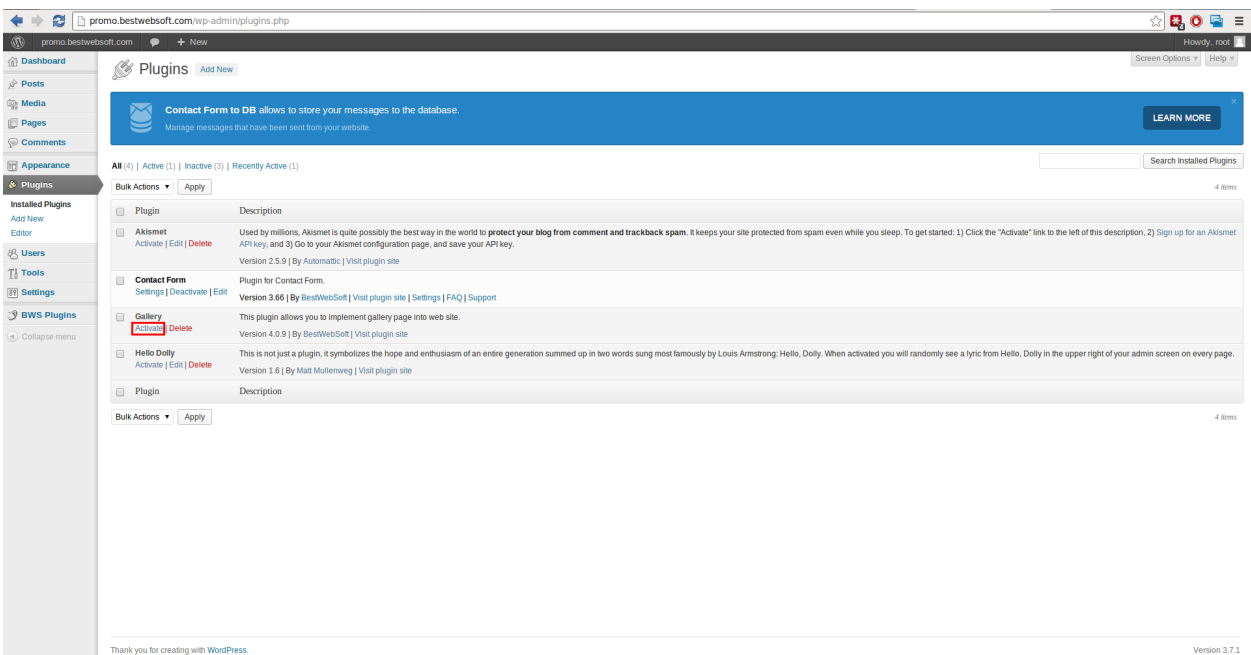 promo.bestwebsoft.com/wp-admin/plugins.php
promo.bestwebsoft.com + New Howdy, root
Screen Options ▼ Help ▼
Dashboard
Posts
Media
Pages
Comments
Appearance
Plugins
Installed Plugins
Add New
Editor
Users
Tools
Settings
BWS Plugins
Collapse menu
Plugins Add New
Contact Form to DB allows to store your messages to the database.
Manage messages that have been sent from your website.
LEARN MORE
×
All (4) | Active (1) | Inactive (3) | Recently Active (1)
Search Installed Plugins
Bulk Actions ▼ Apply
4 items
Plugin Description
Akismet
Activate | Edit | Delete
Used by millions, Akismet is quite possibly the best way in the world to protect your blog from comment and trackback spam. It keeps your site protected from spam even while you sleep. To get started: 1) Click the "Activate" link to the left of this description, 2) Sign up for an Akismet
API key, and 3) Go to your Akismet configuration page, and save your API key.
Version 2.5.9 | By Automattic | Visit plugin site
Contact Form
Settings | Deactivate | Edit
Plugin for Contact Form.
Version 3.66 | By BestWebSoft | Visit plugin site | Settings | FAQ | Support
Gallery
Activate | Delete
This plugin allows you to implement gallery page into web site.
Version 4.0.9 | By BestWebSoft | Visit plugin site
Hello Dolly
Activate | Edit | Delete
This is not just a plugin, it symbolizes the hope and enthusiasm of an entire generation summed up in two words sung most famously by Louis Armstrong: Hello, Dolly. When activated you will randomly see a lyric from Hello, Dolly in the upper right of your admin screen on every page.
Version 1.6 | By Matt Mullenweg | Visit plugin site
Plugin Description
Bulk Actions ▼ Apply
4 items
Thank you for creating with WordPress.
Version 3.7.1